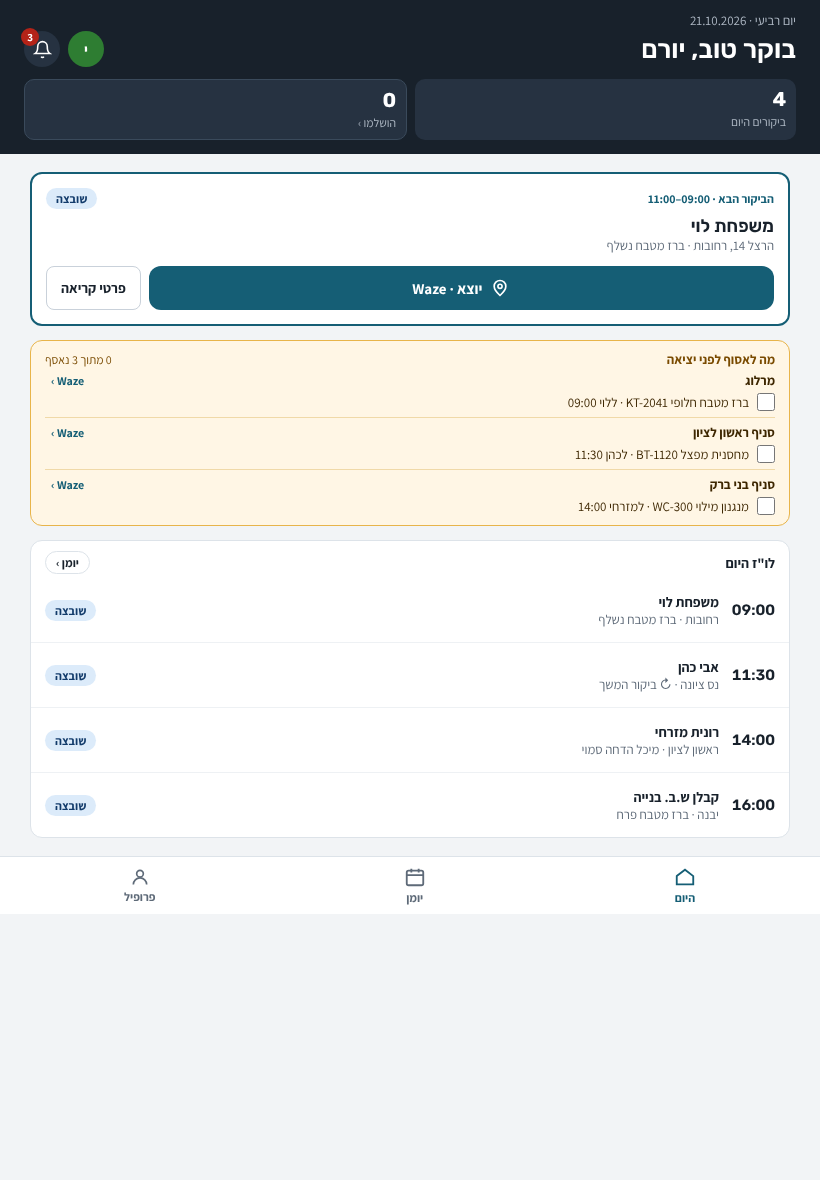 יום רביעי · 21.10.2026
בוקר טוב, יורם
י
3
4
ביקורים היום
0
הושלמו ›
הביקור הבא · 09:00–11:00
שובצה
משפחת לוי
הרצל 14, רחובות · ברז מטבח נשלף
יוצא · Waze
פרטי קריאה
מה לאסוף לפני יציאה
0 מתוך 3 נאסף
מרלוג
Waze ›
ברז מטבח חלופי KT-2041 · ללוי 09:00
סניף ראשון לציון
Waze ›
מחסנית מפצל BT-1120 · לכהן 11:30
סניף בני ברק
Waze ›
מנגנון מילוי WC-300 · למזרחי 14:00
לו"ז היום
יומן ›
09:00
משפחת לוי
רחובות · ברז מטבח נשלף
שובצה
11:30
אבי כהן
נס ציונה · ↻ ביקור המשך
שובצה
14:00
רונית מזרחי
ראשון לציון · מיכל הדחה סמוי
שובצה
16:00
קבלן ש.ב. בנייה
יבנה · ברז מטבח פרח
שובצה
היום
יומן
פרופיל